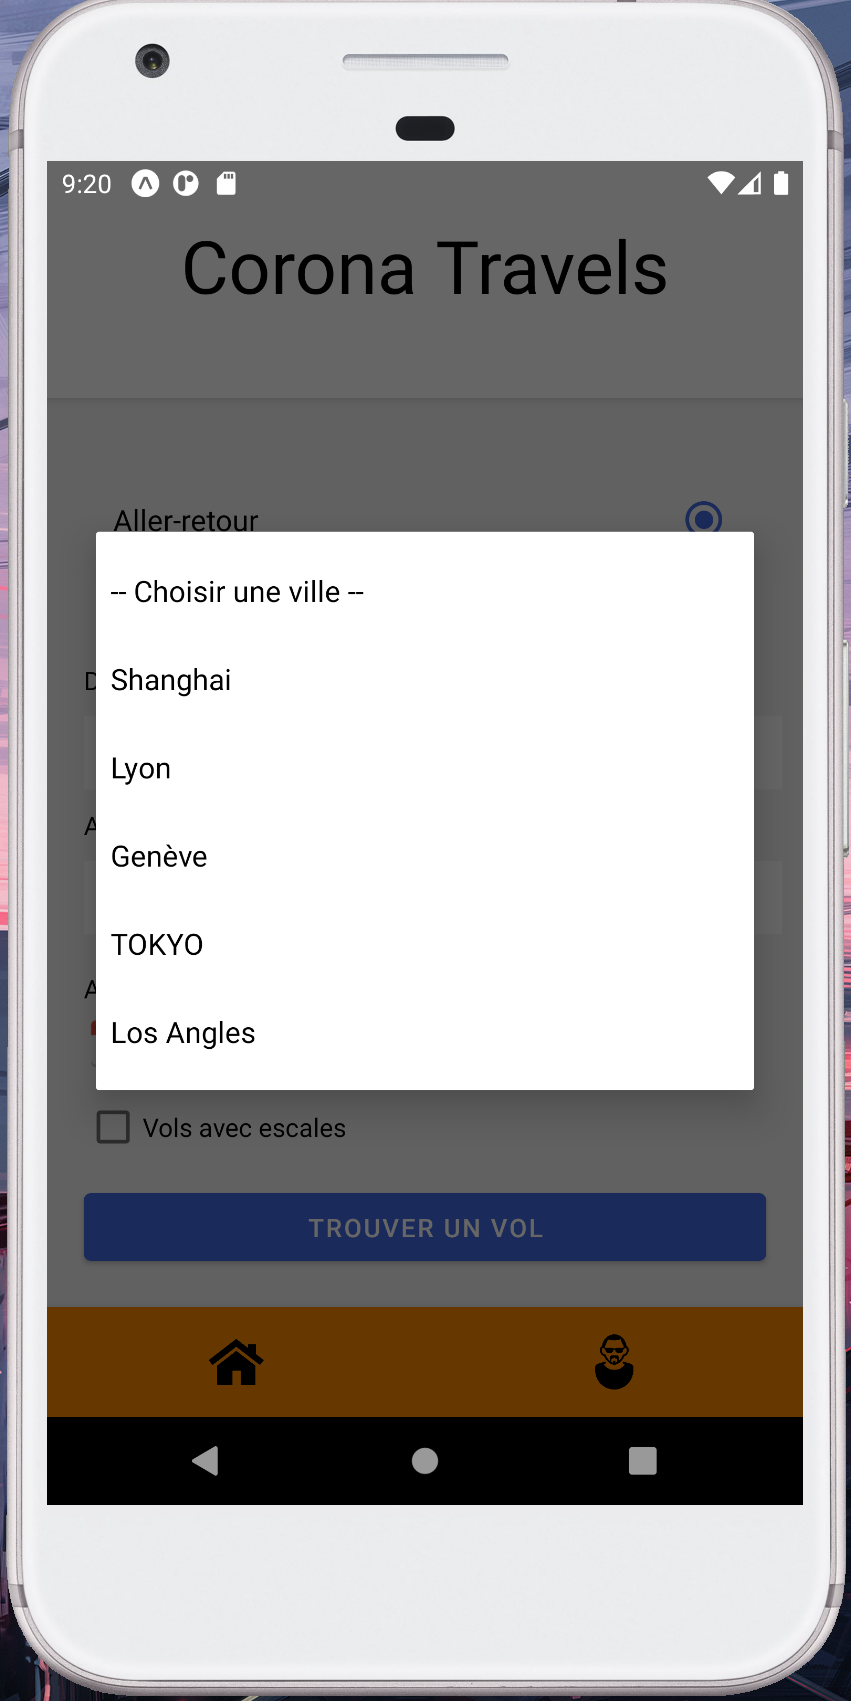 9:20
Corona Travels
Aller-retour
-- Choisir une ville --
Shanghai
Lyon
Genève
TOKYO
Los Angles
Vols avec escales
TROUVER UN VOL